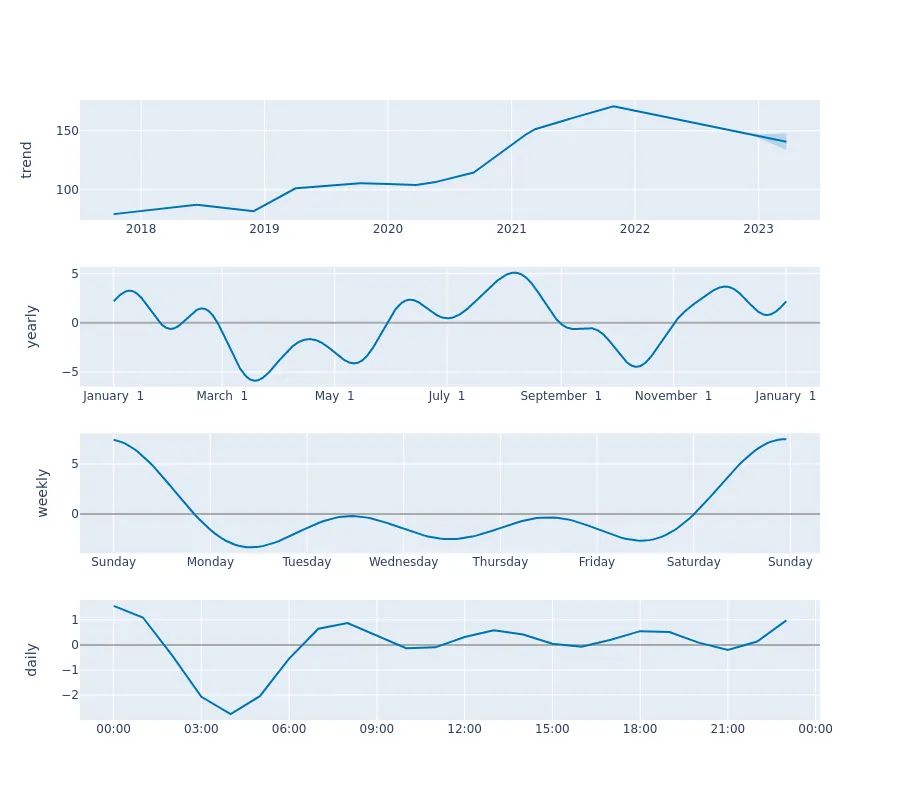 trend
150
100
2018 2019 2020 2021 2022 2023
yearly
5
0
−5
January 1 March 1 May 1 July 1 September 1 November 1 January 1
weekly
5
0
Sunday Monday Tuesday Wednesday Thursday Friday Saturday Sunday
daily
1
0
−1
−2
00:00 03:00 06:00 09:00 12:00 15:00 18:00 21:00 00:00